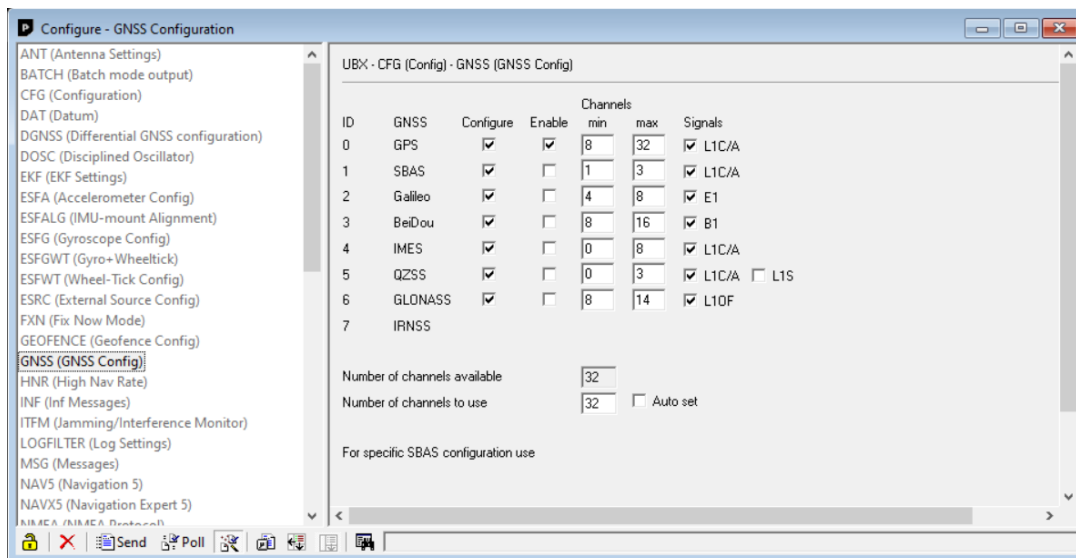 Configure - GNSS Configuration
ANT (Antenna Settings)
BATCH (Batch mode output)
CFG (Configuration)
DAT (Datum)
DGNSS (Differential GNSS configuration)
DOSC (Disciplined Oscillator)
EKF (EKF Settings)
ESFA (Accelerometer Config)
ESFALG (IMU-mount Alignment)
ESFG (Gyroscope Config)
ESFGWT (Gyro+Wheeltick)
ESFWT (Wheel-Tick Config)
ESRC (External Source Config)
FXN (Fix Now Mode)
GEOFENCE (Geofence Config)
GNSS (GNSS Config)
HNR (High Nav Rate)
INF (Inf Messages)
ITFM (Jamming/Interference Monitor)
LOGFILTER (Log Settings)
MSG (Messages)
NAV5 (Navigation 5)
NAVX5 (Navigation Expert 5)
NMEA (NMEA Protocol)
UBX - CFG (Config) - GNSS (GNSS Config)
Channels
ID GNSS Configure Enable min max Signals
0 GPS 8 32 L1C/A
1 SBAS 1 3 L1C/A
2 Galileo 4 8 E1
3 BeiDou 8 16 B1
4 IMES 0 8 L1C/A
5 QZSS 0 3 L1C/A L1S
6 GLONASS 8 14 L1OF
7 IRNSS
Number of channels available 32
Number of channels to use 32 Auto set
For specific SBAS configuration use
Send Poll